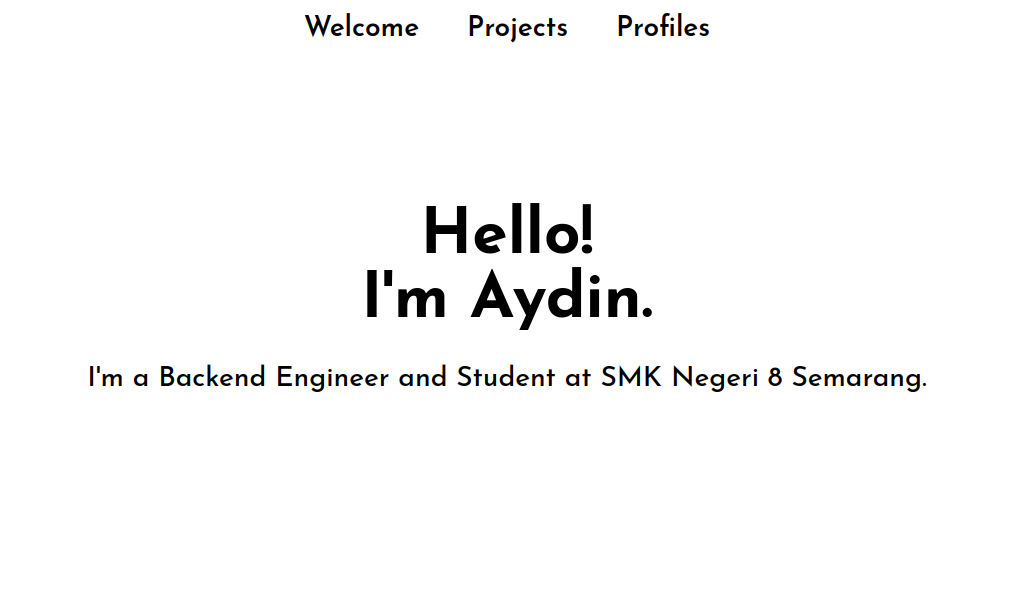 Welcome Projects Profiles
Hello!
I'm Aydin.
I'm a Backend Engineer and Student at SMK Negeri 8 Semarang.